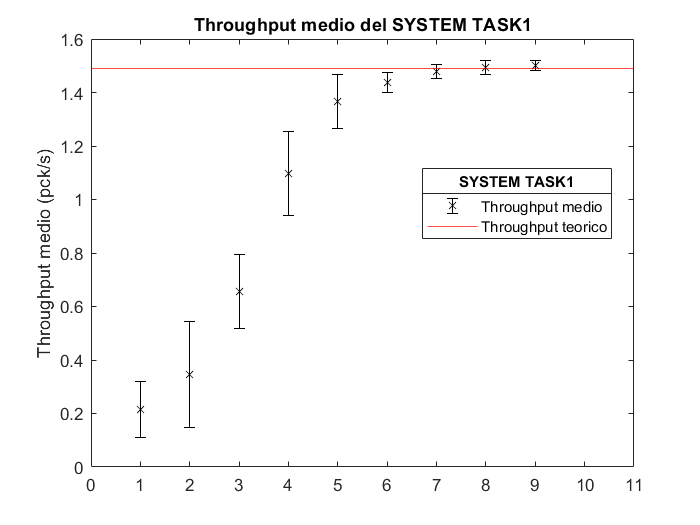 Throughput medio del SYSTEM TASK1
Throughput medio (pck/s)
1.6
1.4
1.2
1
0.8
0.6
0.4
0.2
0
SYSTEM TASK1
Throughput medio
Throughput teorico
0 1 2 3 4 5 6 7 8 9 10 11